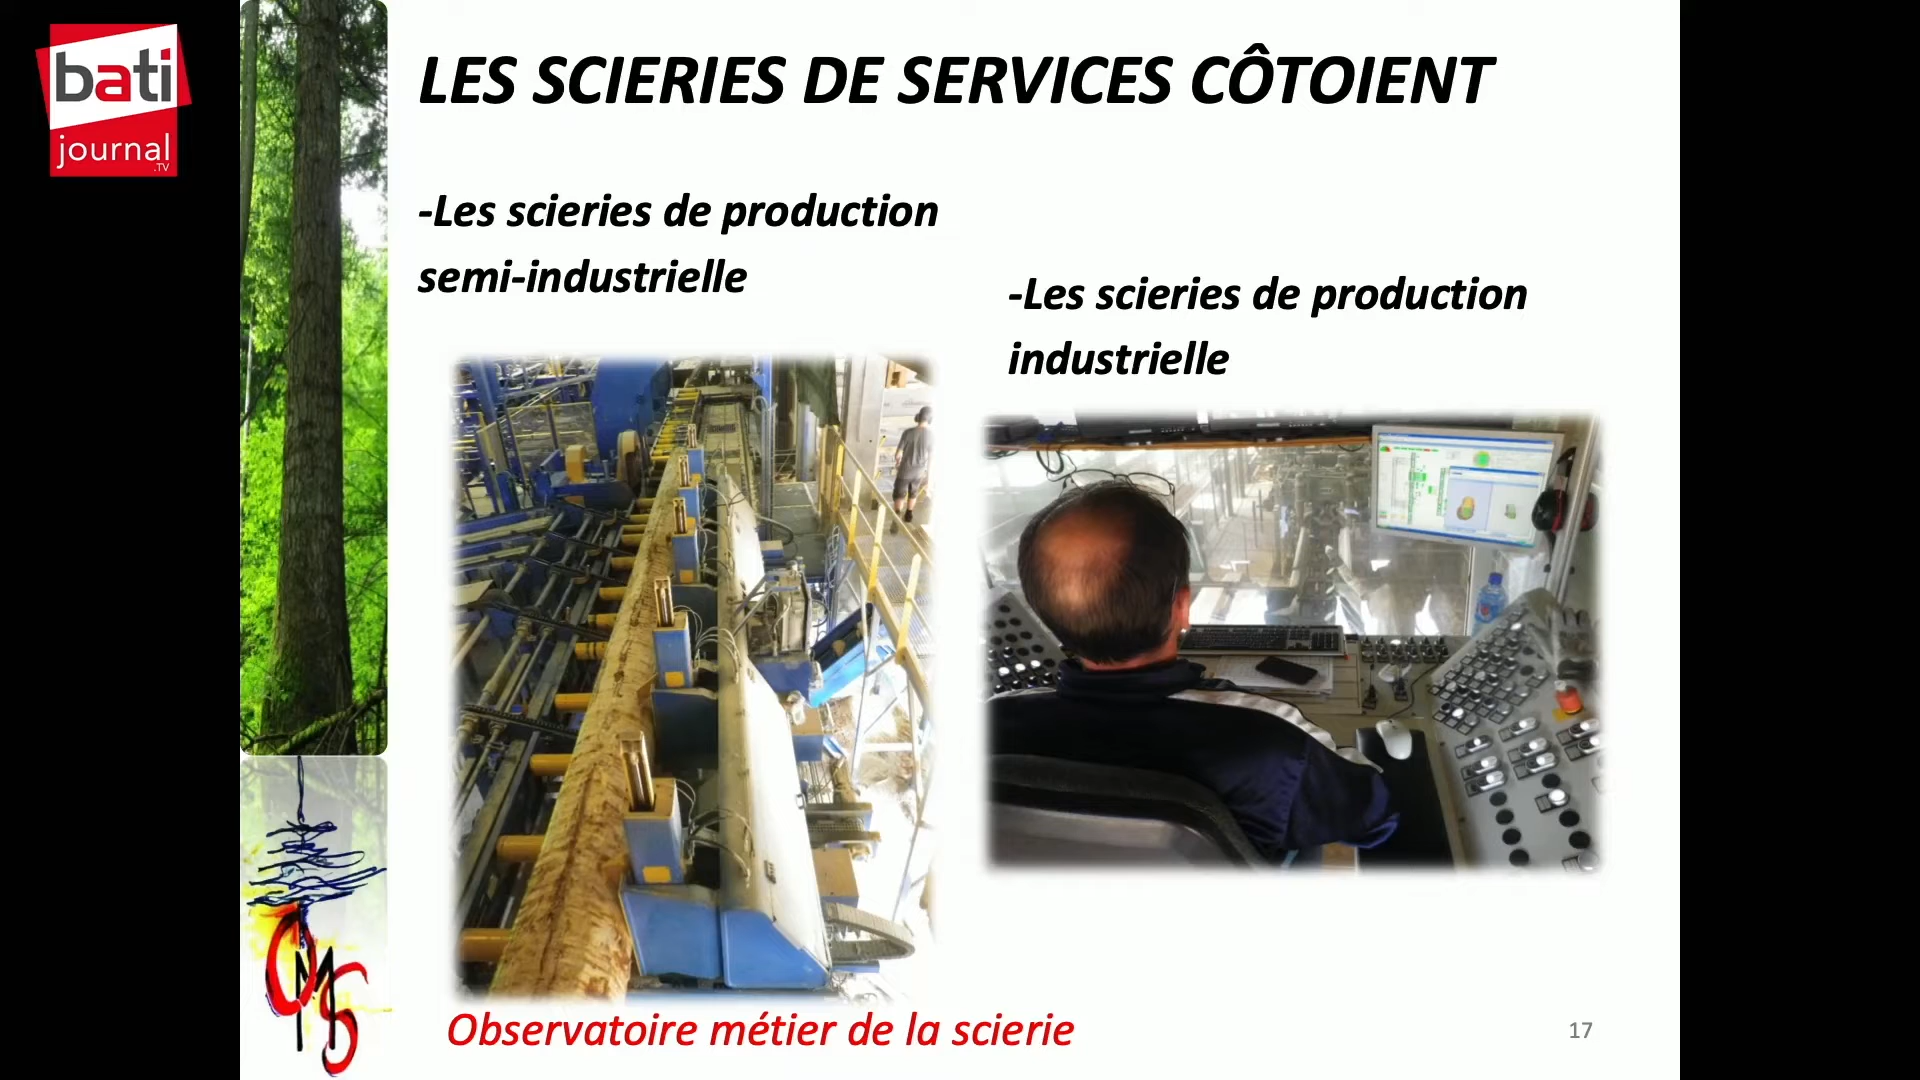 bati
journal
.TV
LES SCIERIES DE SERVICES CÔTOIENT
-Les scieries de production
semi-industrielle
-Les scieries de production
industrielle
OMS
Observatoire métier de la scierie
17